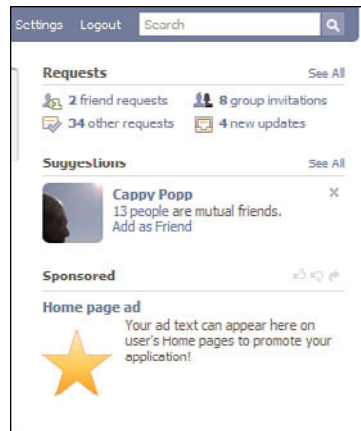 Settings Logout Search
Requests See All
2 friend requests 8 group invitations
34 other requests 4 new updates
Suggestions See All
Cappy Popp
13 people are mutual friends.
Add as Friend
Sponsored
Home page ad
Your ad text can appear here on
user's Home pages to promote your
application!